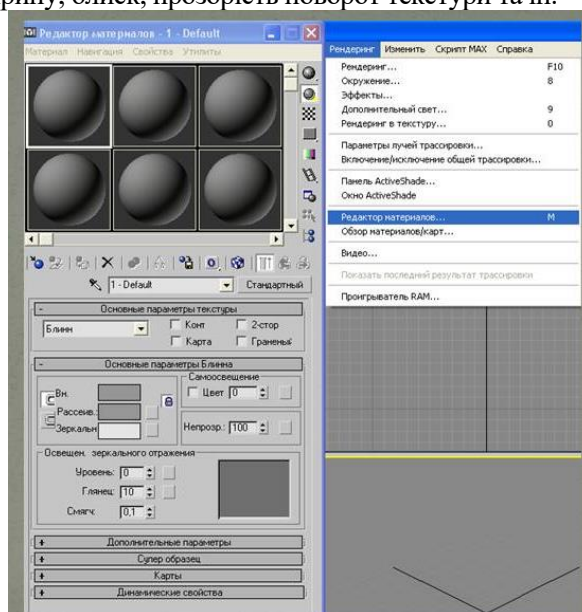 рину, блиск, прозорість поворот текстури та ін.
Редактор материалов - 1 - Default
Материал Навигация Свойства Утилиты
1 - Default
Стандартный
Основные параметры текстуры
Блинн
Конт
2-стор
Карта
Граненый
Основные параметры Блинна
Самоосвещение
Вн.
Цвет 0
Рассеив.:
Зеркальн
Непрозр.: 100
Освещен. зеркального отражения
Уровень: 0
Глянец: 10
Смягч: 0,1
Дополнительные параметры
Супер образец
Карты
Динамические свойства
Рендеринг Изменить Скрипт MAX Справка
Рендеринг... F10
Окружение... 8
Эффекты...
Дополнительный свет... 9
Рендеринг в текстуру... 0
Параметры лучей трассировки...
Включение/исключение общей трассировки...
Панель ActiveShade...
Окно ActiveShade
Редактор материалов... M
Обзор материалов/карт...
Видео...
Показать последний результат трассировки
Проигрыватель RAM...